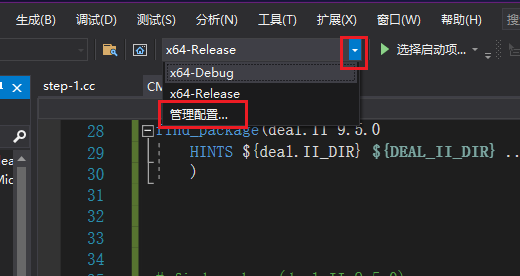 生成(B) 调试(D) 测试(S) 分析(N) 工具(T) 扩展(X) 窗口(W) 帮助(H)
x64-Release 选择启动项...
x64-Debug
x64-Release
管理配置...
step-1.cc CM
28 find_package(deal.II 9.5.0
29 HINTS ${deal.II_DIR} ${DEAL_II_DIR} ..
30 )
31
32
33
34